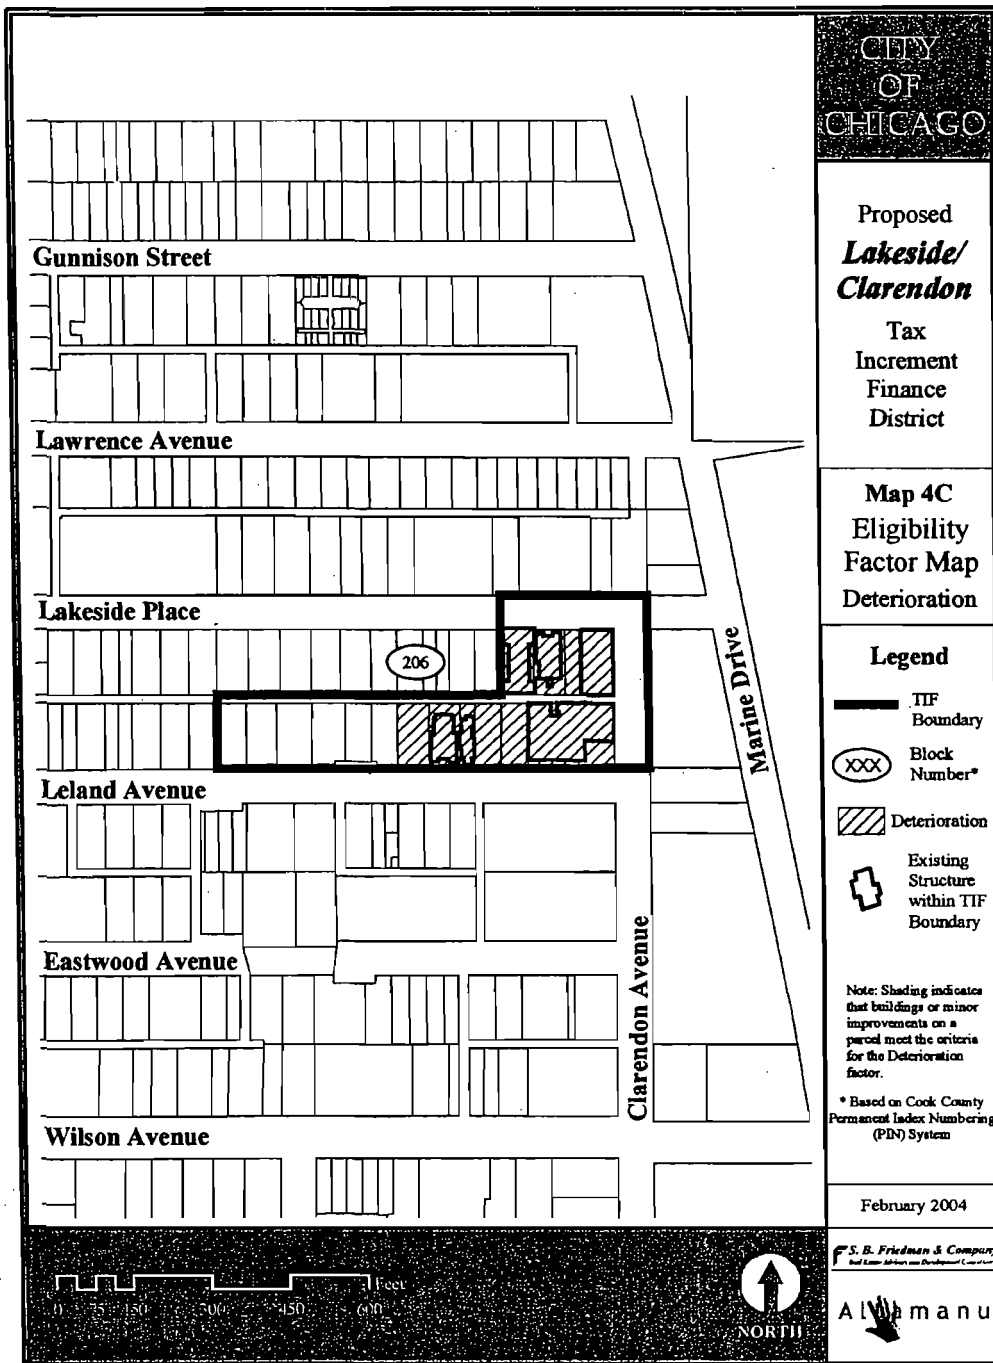 CITY
OF
CHICAGO
Proposed
Lakeside/
Clarendon
Tax
Increment
Finance
District
Map 4C
Eligibility
Factor Map
Deterioration
Legend
TIF
Boundary
XXX
Block
Number*
Deterioration
Existing
Structure
within TIF
Boundary
Note: Shading indicates
that buildings or minor
improvements on a
parcel meet the criteria
for the Deterioration
factor.
* Based on Cook County
Permanent Index Numbering
(PIN) System
February 2004
S. B. Friedman & Company
Gunnison Street
Lawrence Avenue
Lakeside Place
206
Marine Drive
Leland Avenue
Eastwood Avenue
Clarendon Avenue
Wilson Avenue
Feet
0 75 150 300 450 600
NORTH